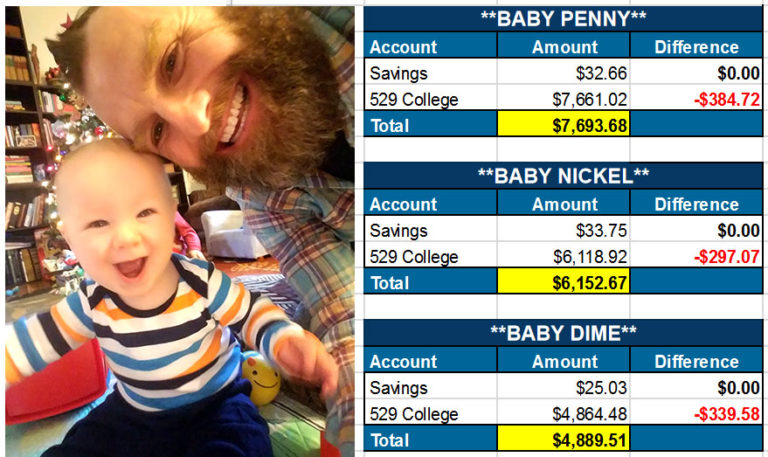 **BABY PENNY**
Account Amount Difference
Savings $32.66 $0.00
529 College $7,661.02 -$384.72
Total $7,693.68
**BABY NICKEL**
Account Amount Difference
Savings $33.75 $0.00
529 College $6,118.92 -$297.07
Total $6,152.67
**BABY DIME**
Account Amount Difference
Savings $25.03 $0.00
529 College $4,864.48 -$339.58
Total $4,889.51